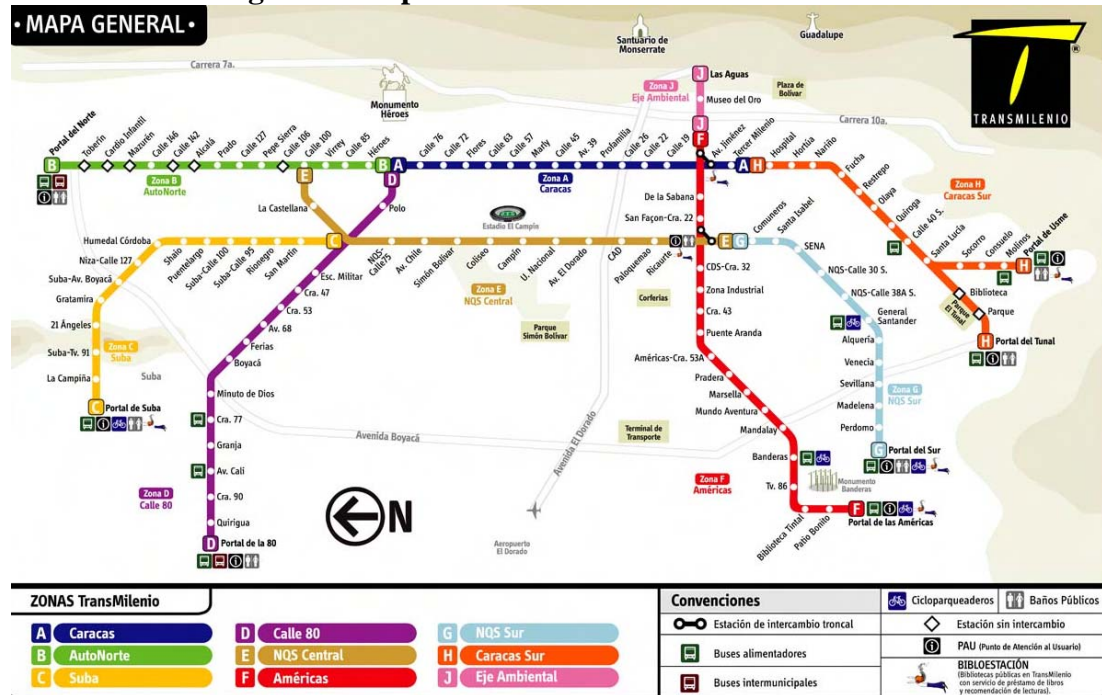 • MAPA GENERAL •
Santuario de
Monserrate
Guadalupe
TRANSMILENIO
®
Carrera 7a.
Monumento
Héroes
Zona J
Eje Ambiental
J
Las Aguas
Museo del Oro
Plaza de
Bolívar
Carrera 10a.
J
F
Portal del Norte
B
Toberín
Cardio Infantil
Mazurén
Calle 146
Calle 142
Alcalá
Prado
Calle 127
Pepe Sierra
Calle 106
Calle 100
Virrey
Calle 85
Héroes
B
A
Calle 76
Calle 72
Flores
Calle 63
Calle 57
Marly
Calle 45
Av. 39
Profamilia
Calle 26
Calle 22
Calle 19
Av. Jiménez
Tercer Milenio
A
H
Hospital
Hortúa
Nariño
Fucha
Restrepo
Olaya
Quiroga
Calle 40 S.
Santa Lucía
Socorro
Consuelo
Molinos
Portal de Usme
H
Biblioteca
Parque
Parque
El Tunal
H
Portal del Tunal
Zona B
AutoNorte
Zona A
Caracas
Zona H
Caracas Sur
E
D
La Castellana
Polo
Estadio El Campín
De la Sabana
San Façon-Cra. 22
Humedal Córdoba
Niza-Calle 127
Suba-Av. Boyacá
Gratamira
21 Ángeles
Suba-Tv. 91
La Campiña
C
Portal de Suba
Zona C
Suba
Suba
Shaio
Puentelargo
Suba-Calle 100
Suba-Calle 95
Rionegro
San Martín
C
NQS-
Calle75
Av. Chile
Simón Bolívar
Coliseo
Campín
U. Nacional
Av. El Dorado
CAD
Paloquemao
Ricaurte
E
G
Comuneros
Santa Isabel
SENA
NQS-Calle 30 S.
NQS-Calle 38A S.
General
Santander
Alquería
Venecia
Sevillana
Madelena
Perdomo
G
Portal del Sur
Zona G
NQS Sur
Zona E
NQS Central
Esc. Militar
Cra. 47
Cra. 53
Av. 68
Ferias
Boyacá
Minuto de Dios
Cra. 77
Granja
Av. Cali
Cra. 90
Quirigua
D
Portal de la 80
Zona D
Calle 80
Parque
Simón Bolívar
Corferias
CDS-Cra. 32
Zona Industrial
Cra. 43
Puente Aranda
Américas-Cra. 53A
Pradera
Marsella
Mundo Aventura
Mandalay
Banderas
Tv. 86
Biblioteca Tintal
Patio Bonito
F
Portal de las Américas
Monumento
Banderas
Zona F
Américas
Terminal de
Transporte
Avenida Boyacá
Avenida El Dorado
Aeropuerto
El Dorado
N
ZONAS TransMilenio
A Caracas
B AutoNorte
C Suba
D Calle 80
E NQS Central
F Américas
G NQS Sur
H Caracas Sur
J Eje Ambiental
Convenciones
Estación de intercambio troncal
Buses alimentadores
Buses intermunicipales
Cicloparqueaderos
Baños Públicos
Estación sin intercambio
PAU (Punto de Atención al Usuario)
BIBLOESTACIÓN
(Bibliotecas públicas en TransMilenio
con servicio de préstamo de libros
y recomendación de lecturas)